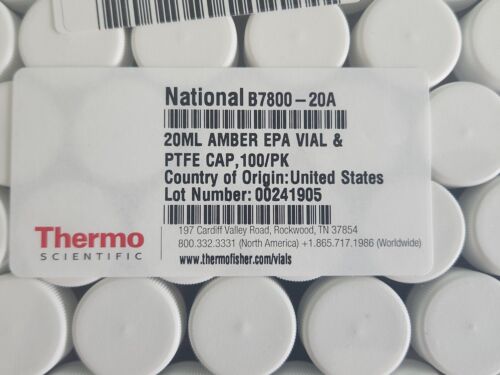 National B7800-20A
20ML AMBER EPA VIAL &
PTFE CAP,100/PK
Country of Origin:United States
Lot Number: 00241905
Thermo
SCIENTIFIC
197 Cardiff Valley Road, Rockwood, TN 37854
800.332.3331 (North America) +1.865.717.1986 (Worldwide)
www.thermofisher.com/vials